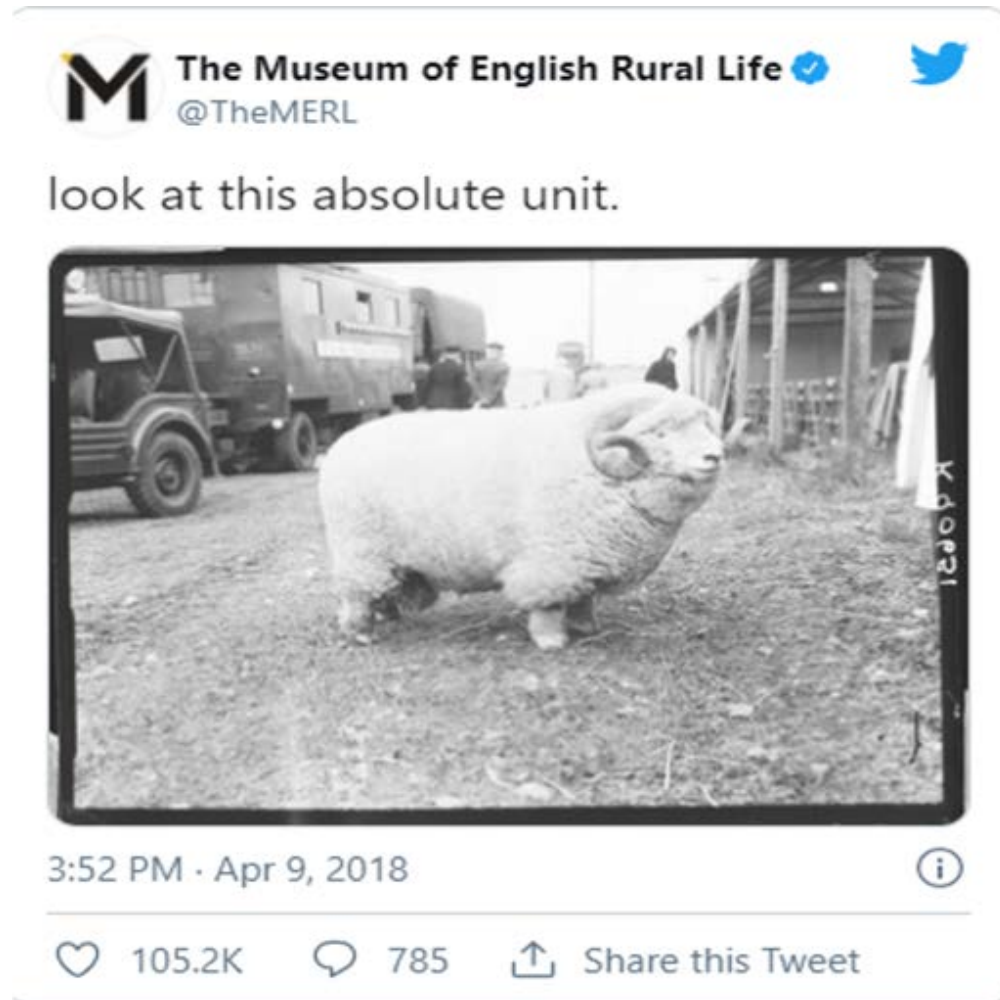 The Museum of English Rural Life
@TheMERL
look at this absolute unit.
3:52 PM · Apr 9, 2018
105.2K
785
Share this Tweet